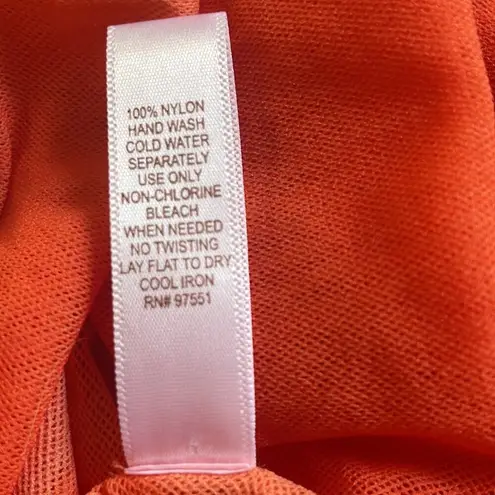 100% NYLON
HAND WASH
COLD WATER
SEPARATELY
USE ONLY
NON-CHLORINE
BLEACH
WHEN NEEDED
NO TWISTING
LAY FLAT TO DRY
COOL IRON
RN# 97551